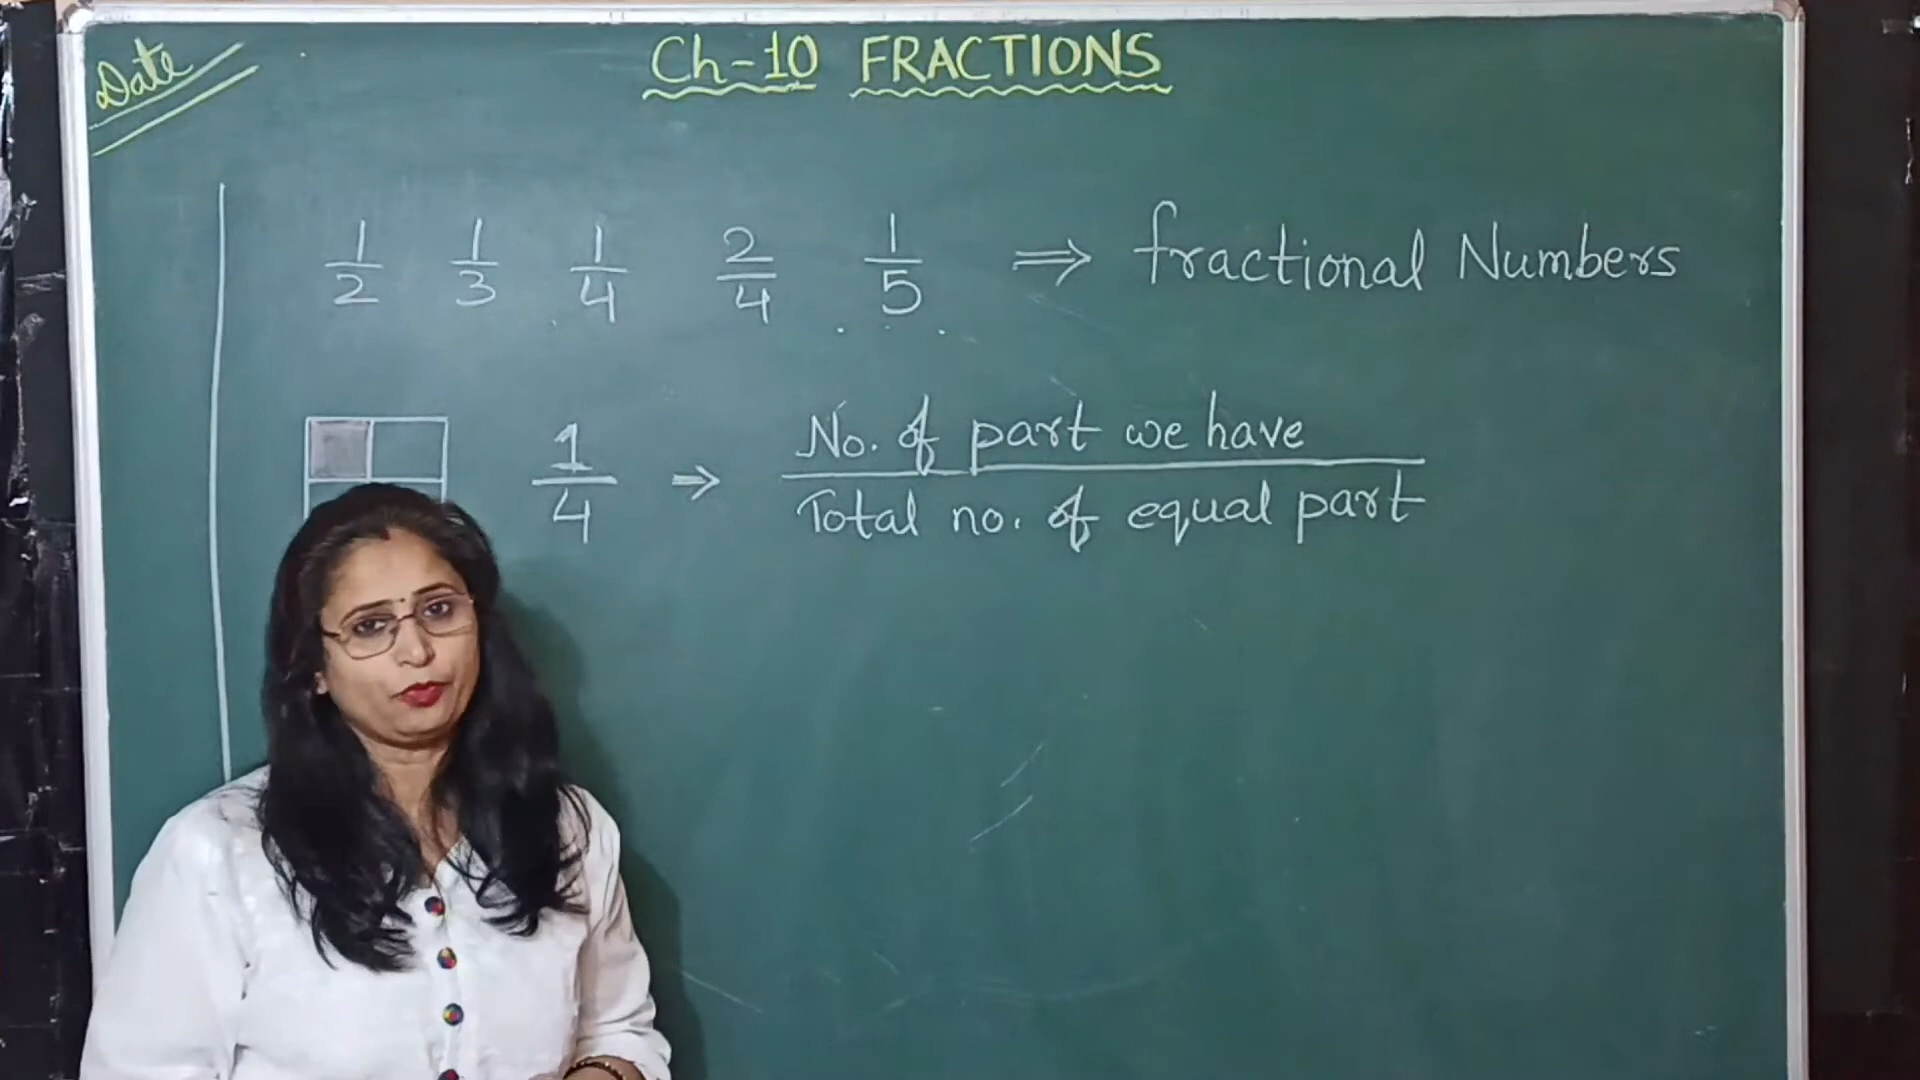 Date
Ch-10 FRACTIONS
1/2 1/3 1/4 2/4 1/5 ⇒ fractional Numbers
1/4 ⇒ No. of part we have / Total no. of equal part